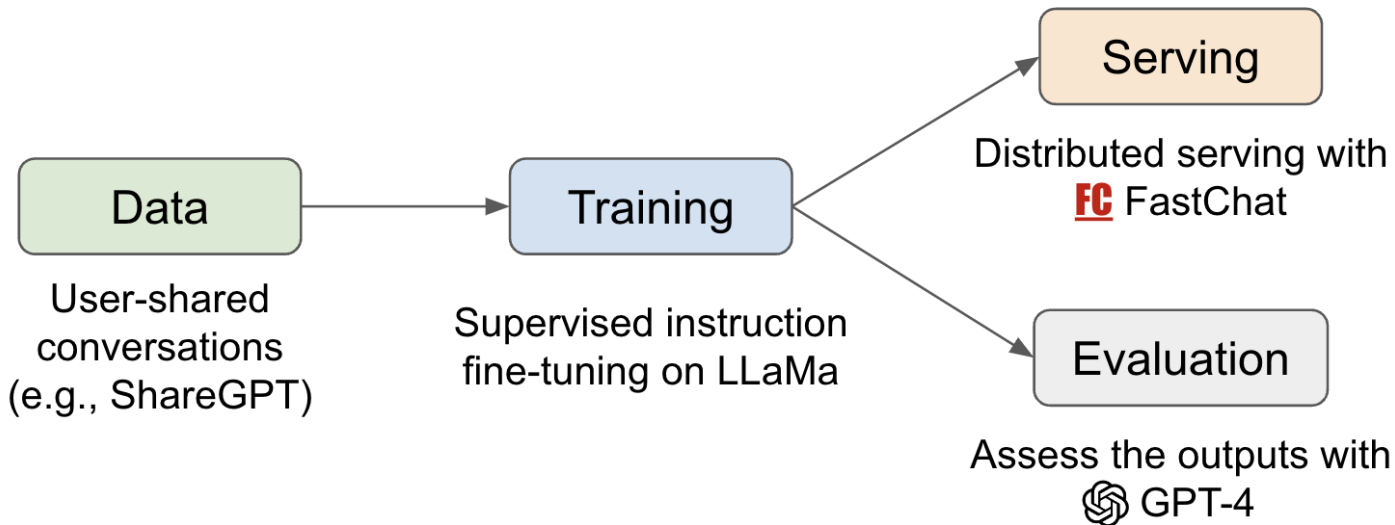 Data
User-shared
conversations
(e.g., ShareGPT)
Training
Supervised instruction
fine-tuning on LLaMa
Serving
Distributed serving with
FC FastChat
Evaluation
Assess the outputs with
GPT-4